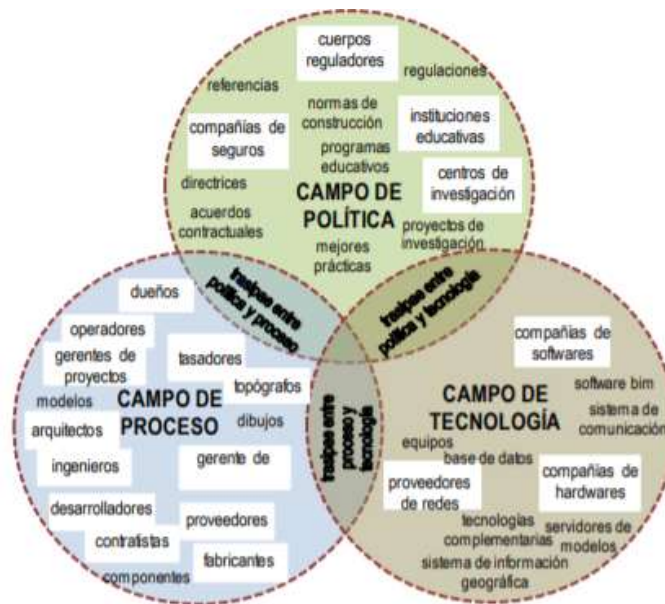 cuerpos
reguladores
regulaciones
referencias
normas de
construcción
instituciones
educativas
compañías de
seguros
programas
educativos
centros de
investigación
directrices
CAMPO DE
POLÍTICA
acuerdos
contractuales
proyectos de
investigación
mejores
prácticas
traslpae entre
política y proceso
traslpae entre
política y tecnología
dueños
operadores
gerentes de
proyectos
tasadores
topógrafos
modelos
CAMPO DE
PROCESO
dibujos
arquitectos
ingenieros
gerente de
desarrolladores
proveedores
contratistas
fabricantes
componentes
traslpae entre
proceso y
tecnología
compañías de
softwares
software bim
CAMPO DE
TECNOLOGÍA
sistema de
comunicación
equipos
base de datos
proveedores
de redes
compañías de
hardwares
tecnologías
complementarias
servidores de
modelos
sistema de información
geográfica